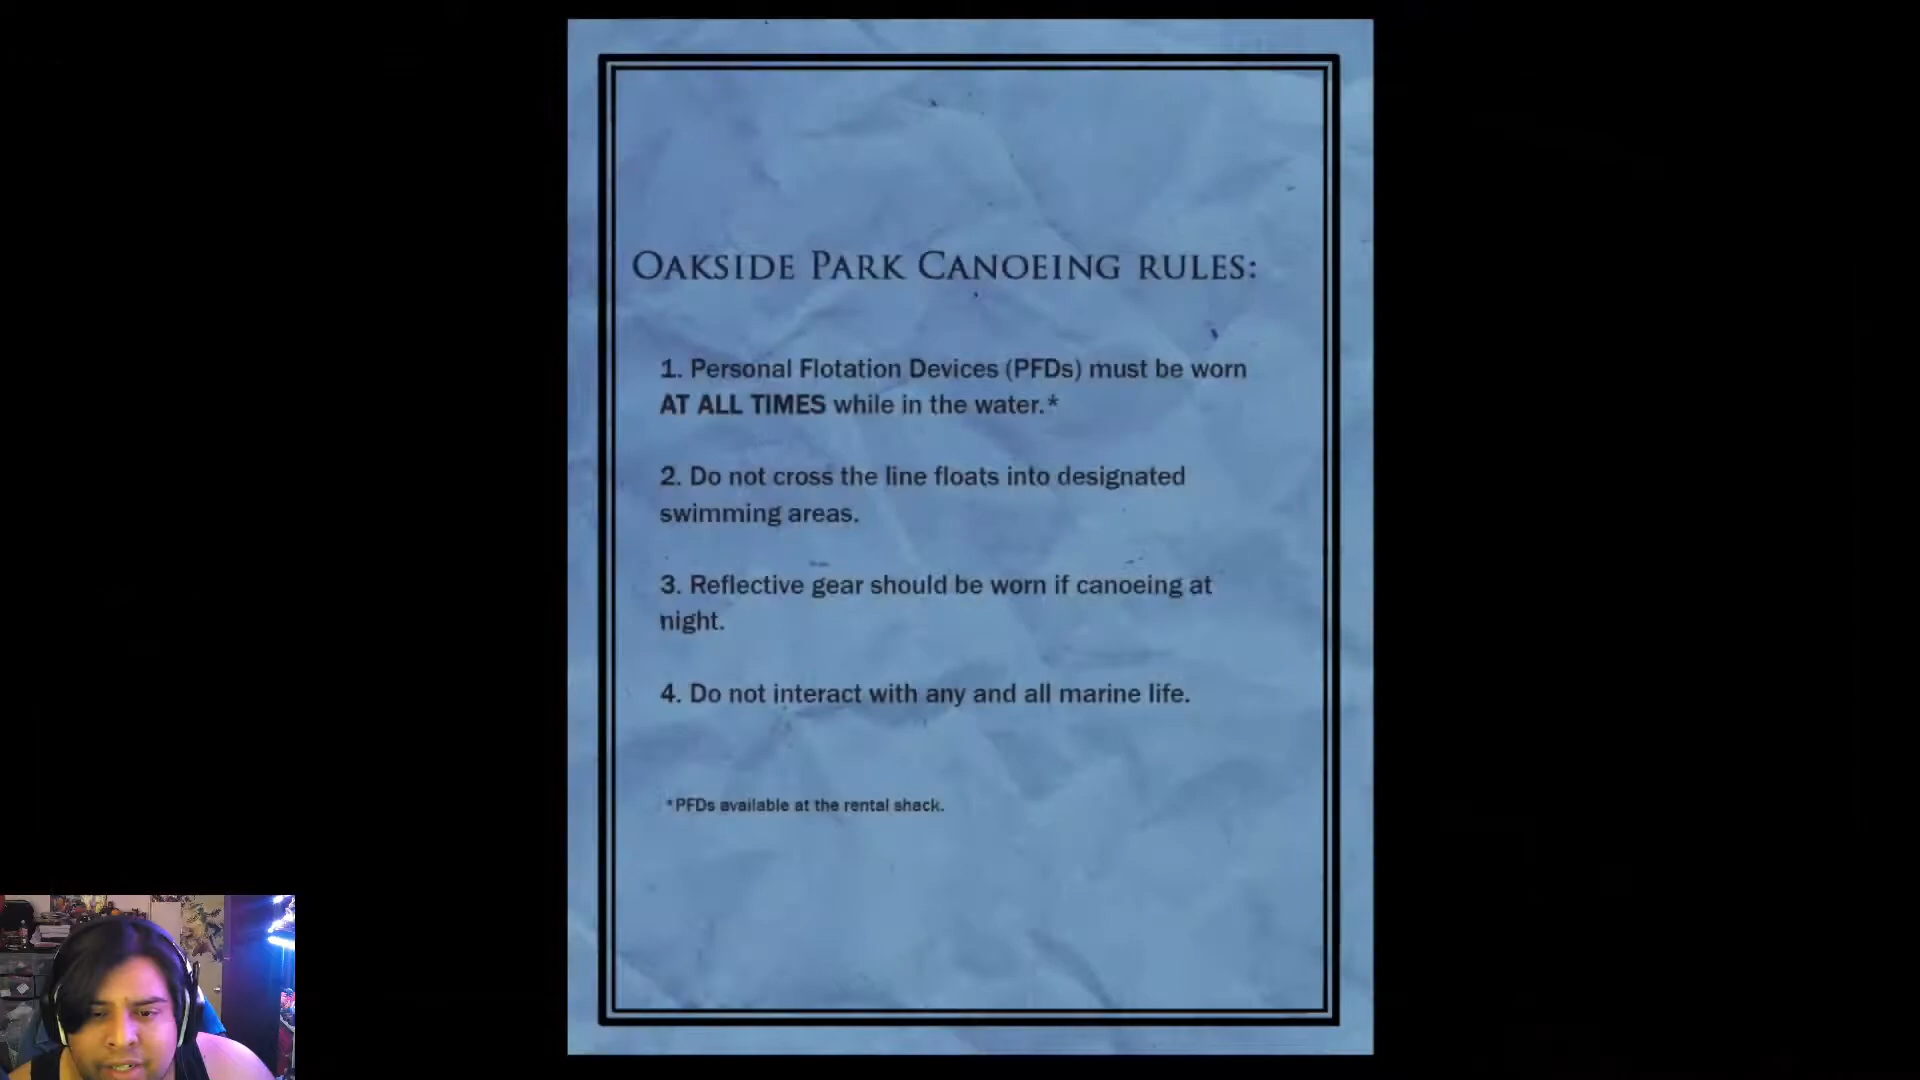 OAKSIDE PARK CANOEING RULES:
1. Personal Flotation Devices (PFDs) must be worn
AT ALL TIMES while in the water.*
2. Do not cross the line floats into designated
swimming areas.
3. Reflective gear should be worn if canoeing at
night.
4. Do not interact with any and all marine life.
*PFDs available at the rental shack.